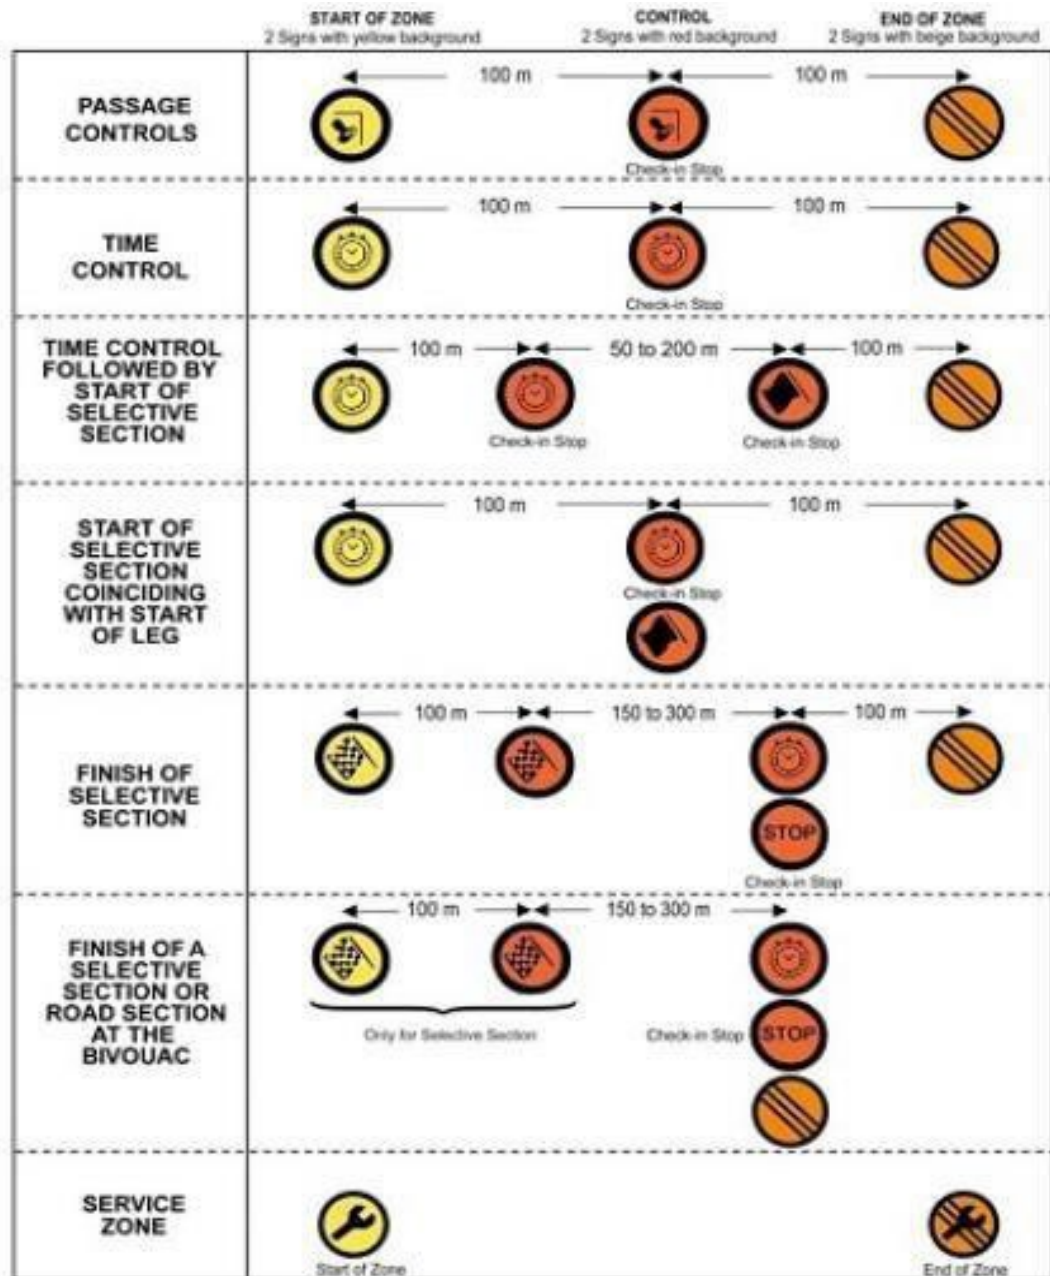 START OF ZONE
2 Signs with yellow background
CONTROL
2 Signs with red background
END OF ZONE
2 Signs with beige background
PASSAGE
CONTROLS
100 m
100 m
Check-in Stop
TIME
CONTROL
100 m
100 m
Check-in Stop
TIME CONTROL
FOLLOWED BY
START OF
SELECTIVE
SECTION
100 m
50 to 200 m
100 m
Check-in Stop
Check-in Stop
START OF
SELECTIVE
SECTION
COINCIDING
WITH START
OF LEG
100 m
100 m
Check-in Stop
FINISH OF
SELECTIVE
SECTION
100 m
150 to 300 m
100 m
STOP
Check-in Stop
FINISH OF A
SELECTIVE
SECTION OR
ROAD SECTION
AT THE
BIVOUAC
100 m
150 to 300 m
Only for Selective Section
Check-in Stop
STOP
SERVICE
ZONE
Start of Zone
End of Zone